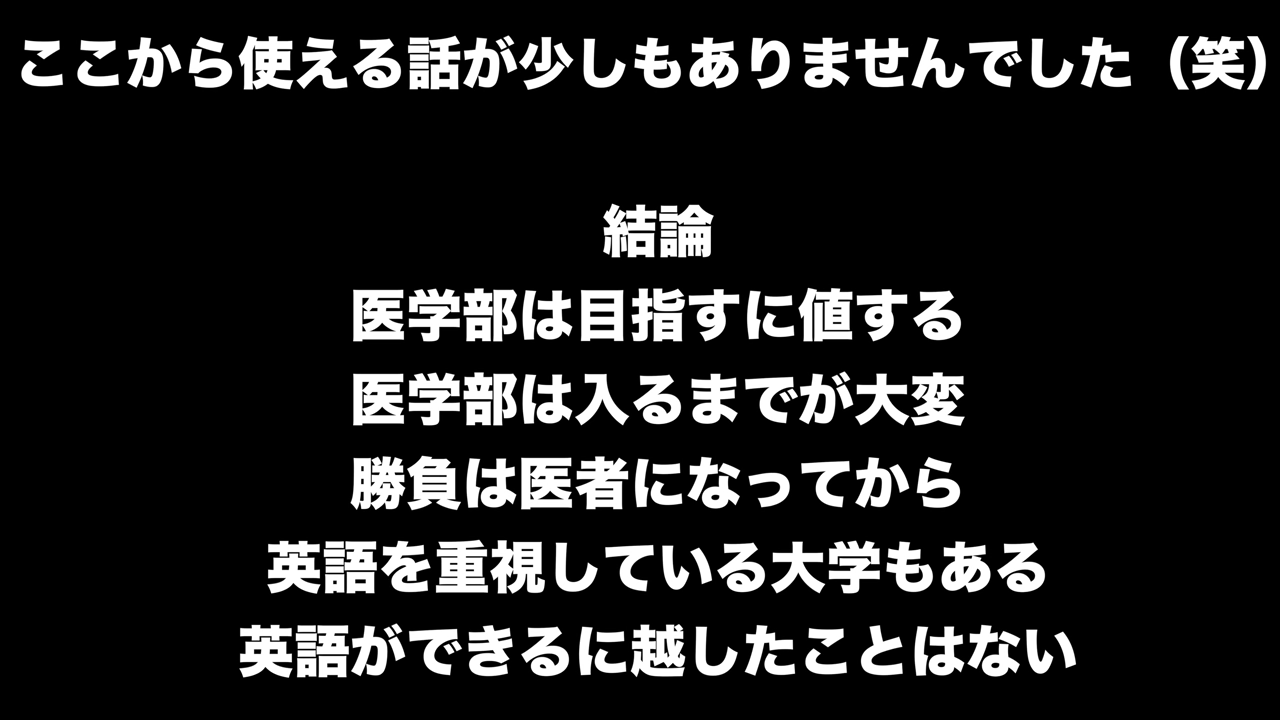 ここから使える話が少しもありませんでした（笑）
結論
医学部は目指すに値する
医学部は入るまでが大変
勝負は医者になってから
英語を重視している大学もある
英語ができるに越したことはない